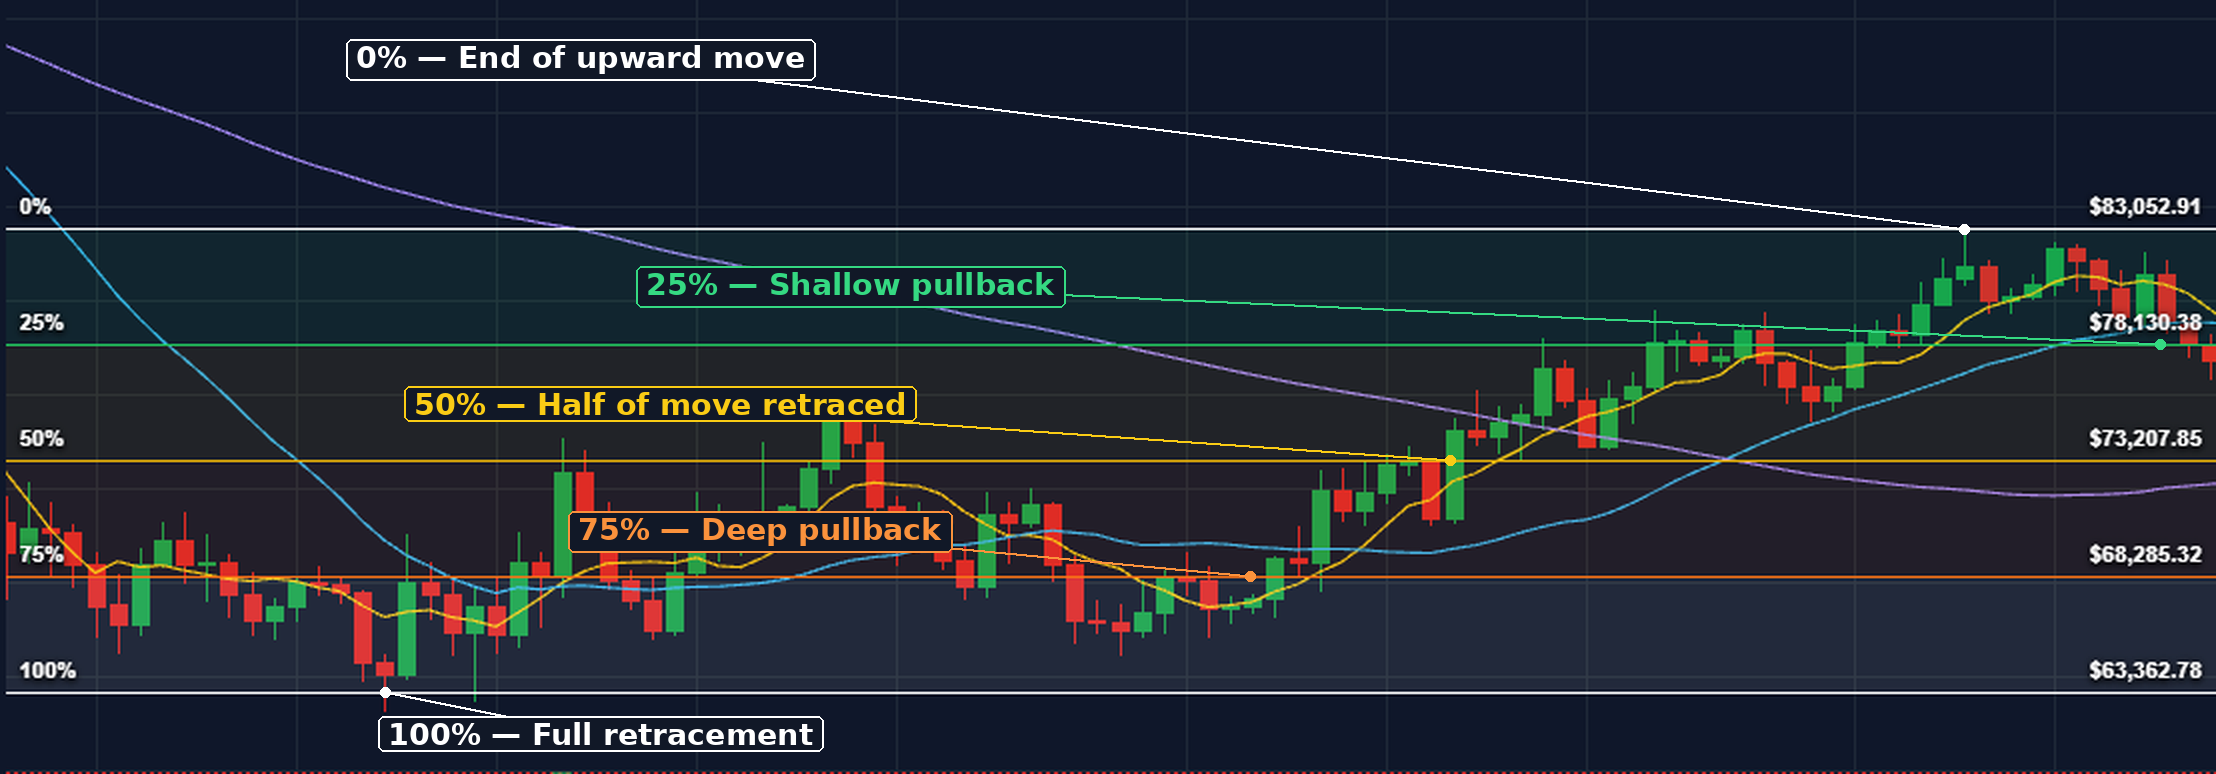 0% — End of upward move
0%
$83,052.91
25% — Shallow pullback
25%
$78,130.38
50% — Half of move retraced
50%
$73,207.85
75% — Deep pullback
75%
$68,285.32
100%
$63,362.78
100% — Full retracement